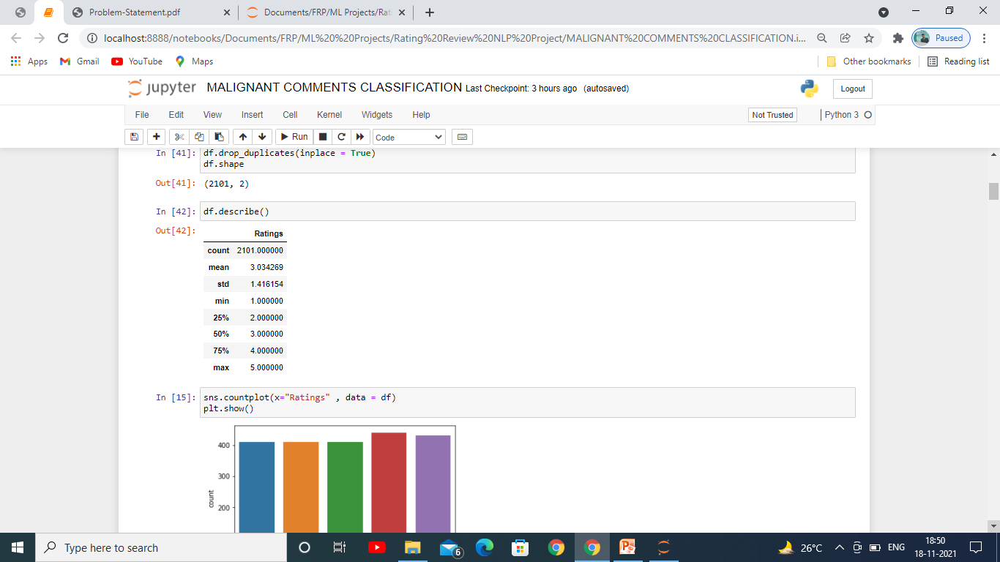 Problem-Statement.pdf
Documents/FRP/ML Projects/Rati
localhost:8888/notebooks/Documents/FRP/ML%20%20Projects/Rating%20Review%20NLP%20Project/MALIGNANT%20COMMENTS%20CLASSIFICATION.i...
Paused
Apps Gmail YouTube Maps Other bookmarks Reading list
jupyter MALIGNANT COMMENTS CLASSIFICATION Last Checkpoint: 3 hours ago (autosaved) Logout
File Edit View Insert Cell Kernel Widgets Help Not Trusted Python 3
Run Code
In [41]: df.drop_duplicates(inplace = True)
df.shape
Out[41]: (2101, 2)
In [42]: df.describe()
Out[42]:
Ratings
count 2101.000000
mean 3.034269
std 1.416154
min 1.000000
25% 2.000000
50% 3.000000
75% 4.000000
max 5.000000
In [15]: sns.countplot(x="Ratings" , data = df)
plt.show()
400
300
count
200
Type here to search
6
26°C ENG
18:50
18-11-2021